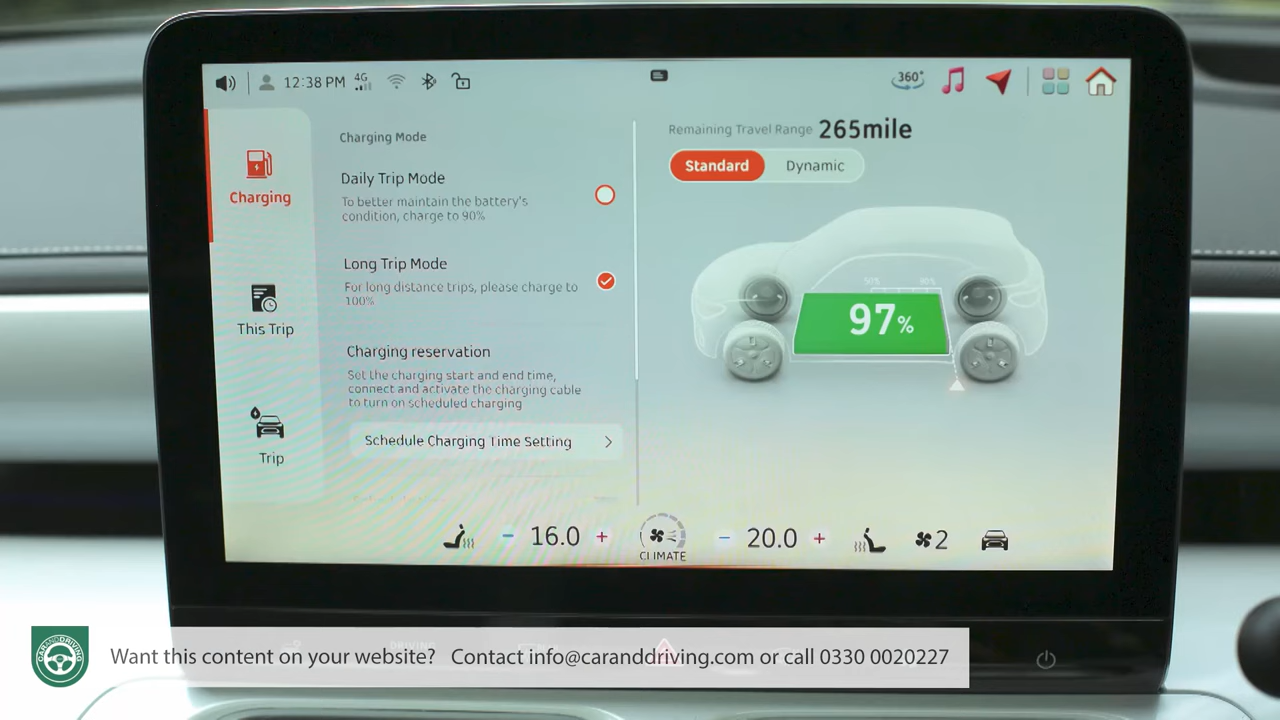 12:38 PM 4G
360°
Charging
This Trip
Trip
Charging Mode
Daily Trip Mode
To better maintain the battery's
condition, charge to 90%
Long Trip Mode
For long distance trips, please charge to
100%
Charging reservation
Set the charging start and end time,
connect and activate the charging cable
to turn on scheduled charging
Schedule Charging Time Setting
Remaining Travel Range 265mile
Standard Dynamic
50% 80%
97%
16.0
CLIMATE
20.0
2
CARANDDRIVING
Want this content on your website? Contact info@caranddriving.com or call 0330 0020227